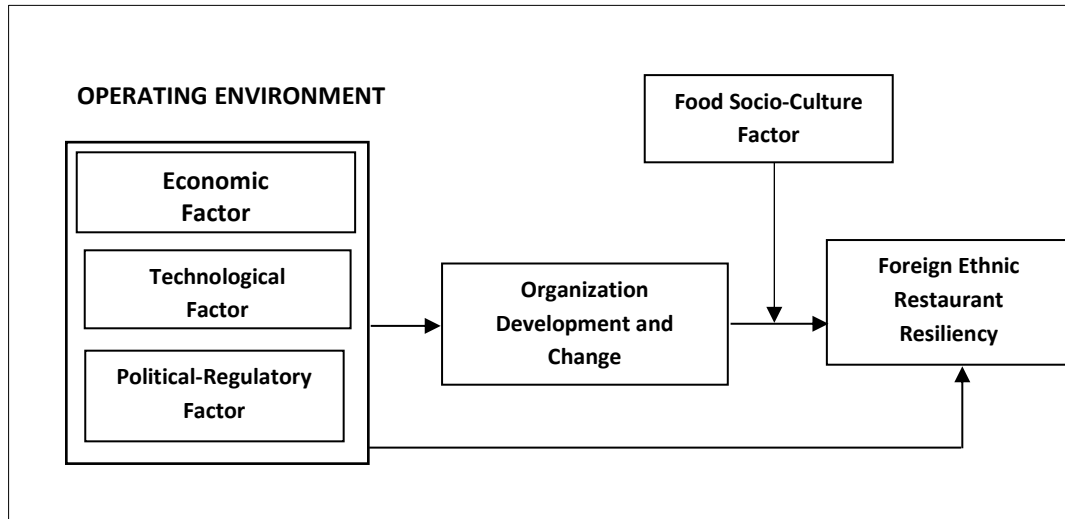 OPERATING ENVIRONMENT
Economic
Factor
Technological
Factor
Political-Regulatory
Factor
Organization
Development and
Change
Food Socio-Culture
Factor
Foreign Ethnic
Restaurant
Resiliency